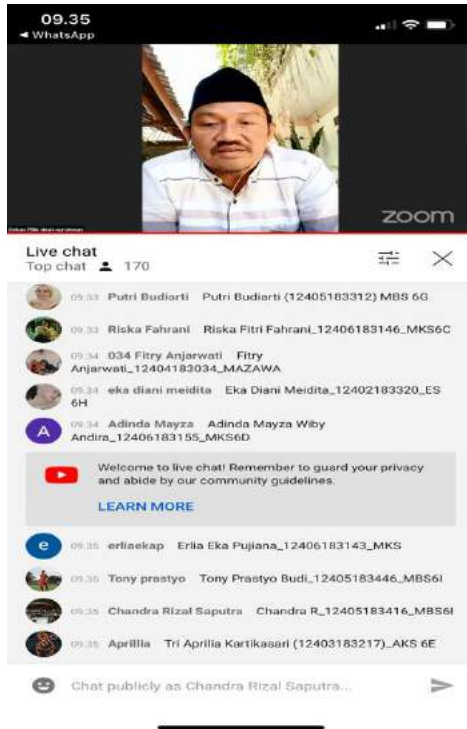 09.35
WhatsApp
zoom
Live chat
Top chat 170
09.33 Putri Budiarti Putri Budiarti (12405183312) MBS 6G
09.33 Riska Fahrani Riska Fitri Fahrani_12406183146_MKS6C
09.34 034 Fitry Anjarwati Fitry
Anjarwati_12404183034_MAZAWA
09.34 eka diani meidita Eka Diani Meidita_12402183320_ES
6H
A
09.34 Adinda Mayza Adinda Mayza Wiby
Andira_12406183155_MKS6D
Welcome to live chat! Remember to guard your privacy
and abide by our community guidelines.
LEARN MORE
e
09.35 erliaekap Erlia Eka Pujiana_12406183143_MKS
09.35 Tony prastyo Tony Prastyo Budi_12405183446_MBS6I
09.35 Chandra Rizal Saputra Chandra R_12405183416_MBS6I
09.35 Aprillia Tri Aprilia Kartikasari (12403183217)_AKS 6E
Chat publicly as Chandra Rizal Saputra...